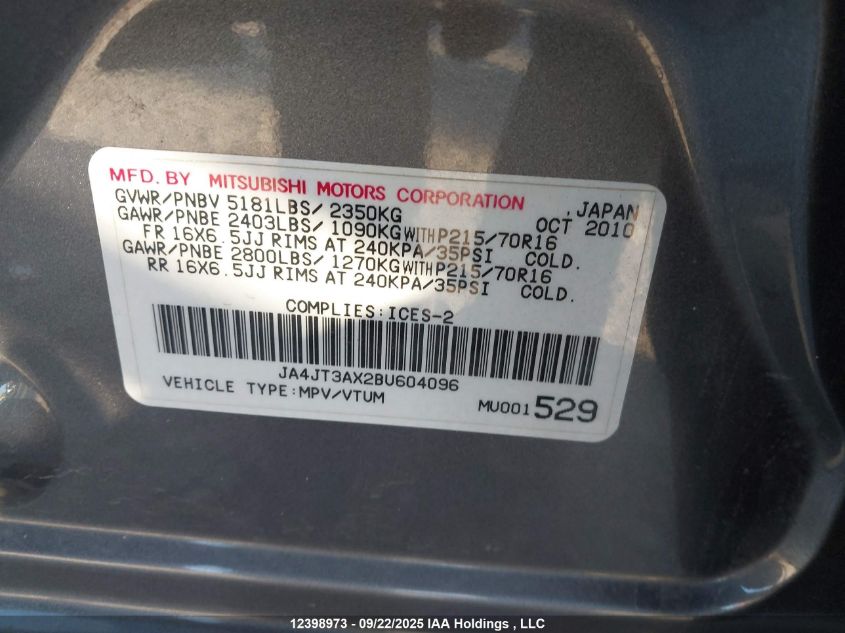 MFD. BY MITSUBISHI MOTORS CORPORATION , JAPAN
GVWR/PNBV 5181LBS/ 2350KG OCT 2010
GAWR/PNBE 2403LBS/ 1090KG WITH P215/70R16
FR 16X6.5JJ RIMS AT 240KPA/35PSI COLD.
GAWR/PNBE 2800LBS/ 1270KG WITH P215/70R16
RR 16X6.5JJ RIMS AT 240KPA/35PSI COLD.
COMPLIES:ICES-2
JA4JT3AX2BU604096
VEHICLE TYPE:MPV/VTUM MU001529
12398973 - 09/22/2025 IAA Holdings , LLC